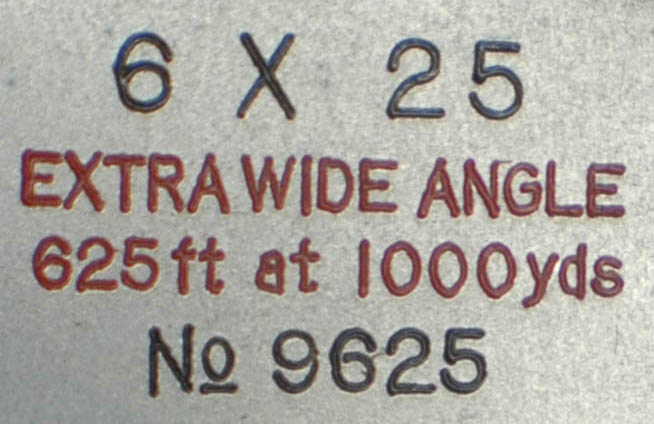 6 X 25
EXTRA WIDE ANGLE
625 ft at 1000 yds
No 9625